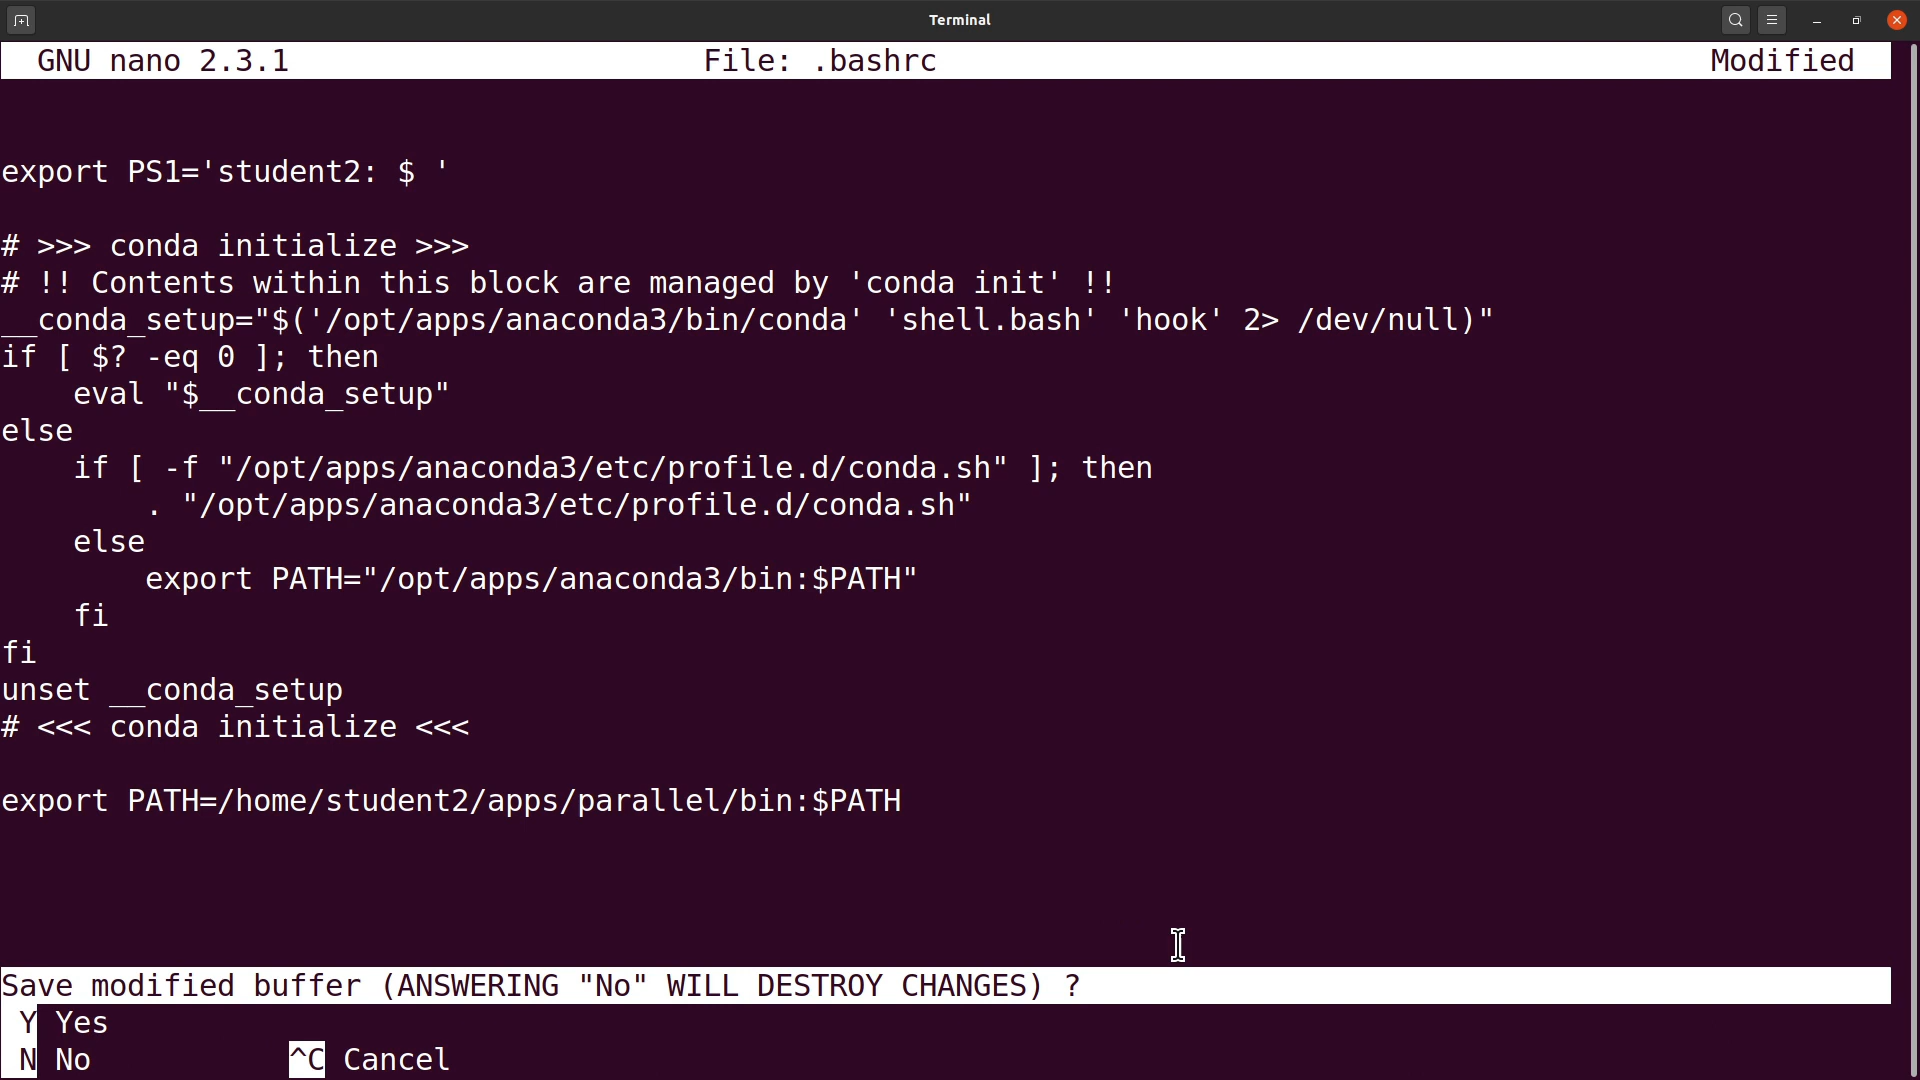 Terminal
GNU nano 2.3.1 File: .bashrc Modified
export PS1='student2: $ '
# >>> conda initialize >>>
# !! Contents within this block are managed by 'conda init' !!
__conda_setup="$('/opt/apps/anaconda3/bin/conda' 'shell.bash' 'hook' 2> /dev/null)"
if [ $? -eq 0 ]; then
    eval "$__conda_setup"
else
    if [ -f "/opt/apps/anaconda3/etc/profile.d/conda.sh" ]; then
        . "/opt/apps/anaconda3/etc/profile.d/conda.sh"
    else
        export PATH="/opt/apps/anaconda3/bin:$PATH"
    fi
fi
unset __conda_setup
# <<< conda initialize <<<
export PATH=/home/student2/apps/parallel/bin:$PATH
Save modified buffer (ANSWERING "No" WILL DESTROY CHANGES) ?
Y Yes
N No ^C Cancel